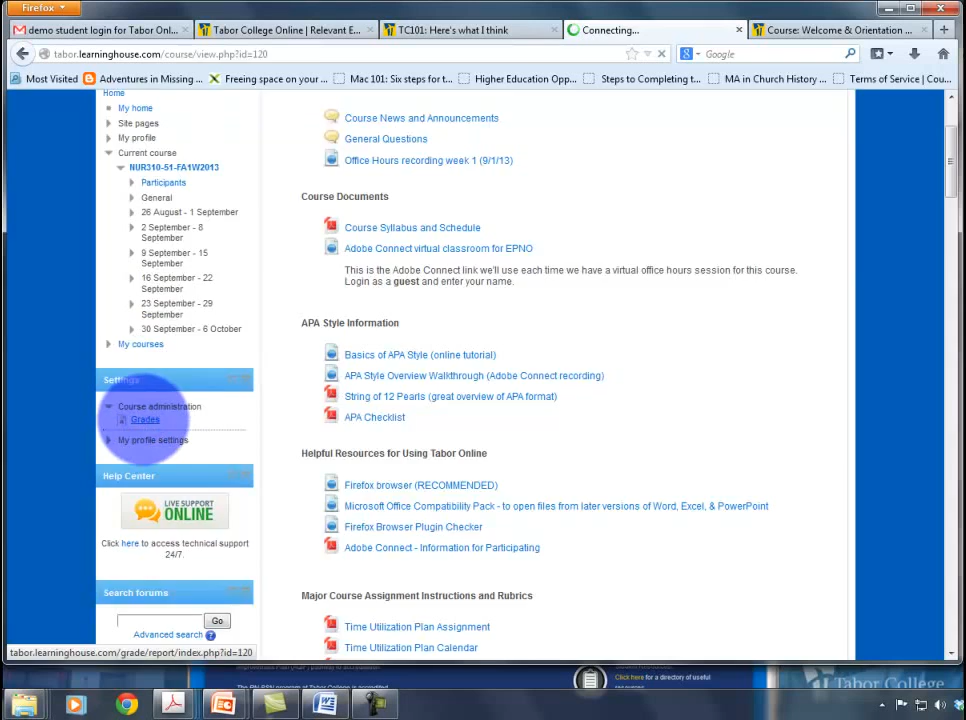 Firefox
demo student login for Tabor Onl...
Tabor College Online | Relevant E...
TC101: Here's what I think
Connecting...
Course: Welcome & Orientation ...
tabor.learninghouse.com/course/view.php?id=120
Google
Most Visited
Adventures in Missing ...
Freeing space on your ...
Mac 101: Six steps for t...
Higher Education Opp...
Steps to Completing t...
MA in Church History ...
Terms of Service | Cou...
Home
My home
Site pages
My profile
Current course
NUR310-51-FA1W2013
Participants
General
26 August - 1 September
2 September - 8
September
9 September - 15
September
16 September - 22
September
23 September - 29
September
30 September - 6 October
My courses
Settings
Course administration
Grades
My profile settings
Help Center
LIVE SUPPORT
ONLINE
Click here to access technical support
24/7.
Search forums
Go
Advanced search
Course News and Announcements
General Questions
Office Hours recording week 1 (9/1/13)
Course Documents
Course Syllabus and Schedule
Adobe Connect virtual classroom for EPNO
This is the Adobe Connect link we'll use each time we have a virtual office hours session for this course.
Login as a guest and enter your name.
APA Style Information
Basics of APA Style (online tutorial)
APA Style Overview Walkthrough (Adobe Connect recording)
String of 12 Pearls (great overview of APA format)
APA Checklist
Helpful Resources for Using Tabor Online
Firefox browser (RECOMMENDED)
Microsoft Office Compatibility Pack - to open files from later versions of Word, Excel, & PowerPoint
Firefox Browser Plugin Checker
Adobe Connect - Information for Participating
Major Course Assignment Instructions and Rubrics
Time Utilization Plan Assignment
Time Utilization Plan Calendar
tabor.learninghouse.com/grade/report/index.php?id=120
Click here for a directory of useful
Tabor College